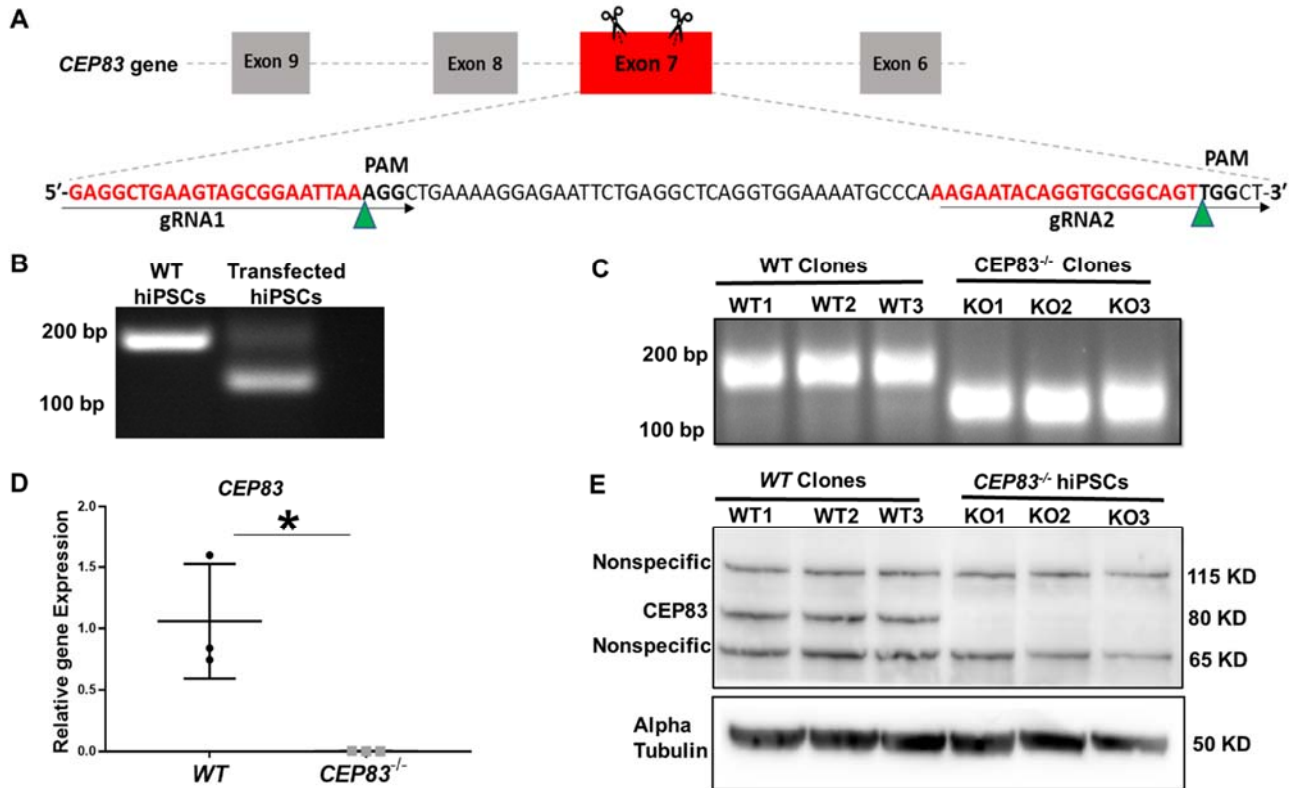 A
CEP83 gene
Exon 9
Exon 8
Exon 7
Exon 6
PAM
PAM
5′-GAGGCTGAAGTAGCGGAATTAAAGGCTGAAAAGGAGAATTCTGAGGCTCAGGTGGAAAATGCCCAAAGAATACAGGTGCGGCAGTTGGCT-3′
gRNA1
gRNA2
B
WT hiPSCs
Transfected hiPSCs
200 bp
100 bp
C
WT Clones
CEP83-/- Clones
WT1 WT2 WT3 KO1 KO2 KO3
200 bp
100 bp
D
CEP83
Relative gene Expression
2.0
1.5
1.0
0.5
0.0
*
WT
CEP83-/-
E
WT Clones
CEP83-/- hiPSCs
WT1 WT2 WT3 KO1 KO2 KO3
Nonspecific
115 KD
CEP83
80 KD
Nonspecific
65 KD
Alpha Tubulin
50 KD